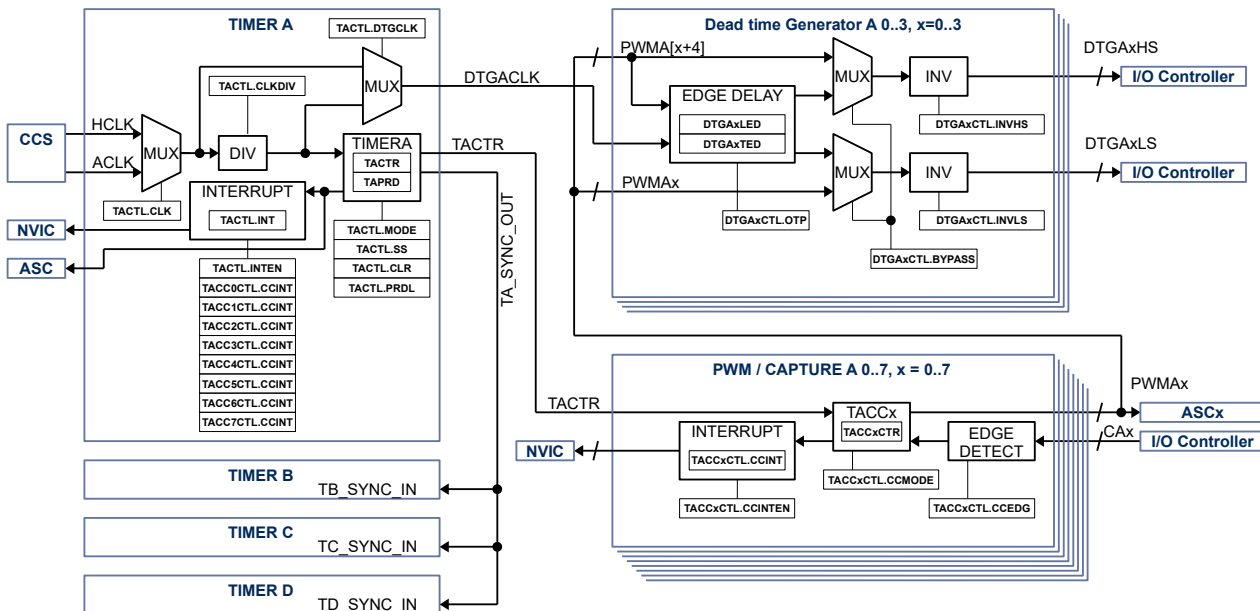 TIMER A
TACTL.DTGCLK
TACTL.CLKDIV
MUX
DTGACLK
CCS
HCLK
ACLK
MUX
DIV
TIMERA
TACTR
TAPRD
TACTR
TACTL.CLK
INTERRUPT
TACTL.INT
NVIC
ASC
TACTL.MODE
TACTL.SS
TACTL.CLR
TACTL.PRDL
TACTL.INTEN
TACC0CTL.CCINT
TACC1CTL.CCINT
TACC2CTL.CCINT
TACC3CTL.CCINT
TACC4CTL.CCINT
TACC5CTL.CCINT
TACC6CTL.CCINT
TACC7CTL.CCINT
TA_SYNC_OUT
TIMER B
TB_SYNC_IN
TIMER C
TC_SYNC_IN
TIMER D
TD_SYNC_IN
Dead time Generator A 0..3, x=0..3
PWMA[x+4]
MUX
INV
DTGAxHS
I/O Controller
EDGE DELAY
DTGAxLED
DTGAxTED
DTGAxCTL.INVHS
PWMAx
MUX
INV
DTGAxLS
I/O Controller
DTGAxCTL.OTP
DTGAxCTL.INVLS
DTGAxCTL.BYPASS
PWM / CAPTURE A 0..7, x = 0..7
TACTR
TACCx
TACCxCTR
PWMAx
ASCx
NVIC
INTERRUPT
TACCxCTL.CCINT
EDGE
DETECT
CAx
I/O Controller
TACCxCTL.CCMODE
TACCxCTL.CCINTEN
TACCxCTL.CCEDG